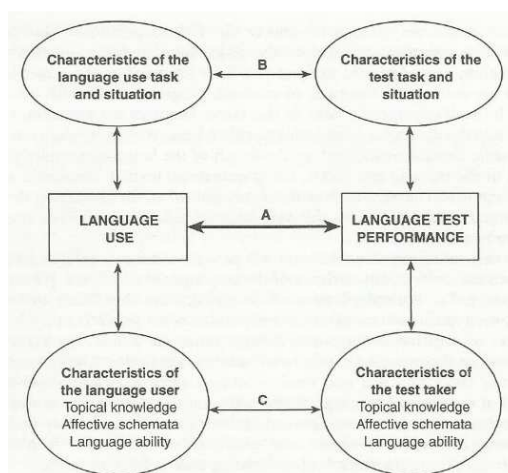 Characteristics of the
language use task
and situation
B
Characteristics of the
test task and
situation
LANGUAGE
USE
A
LANGUAGE TEST
PERFORMANCE
Characteristics of
the language user
Topical knowledge
Affective schemata
Language ability
C
Characteristics of
the test taker
Topical knowledge
Affective schemata
Language ability